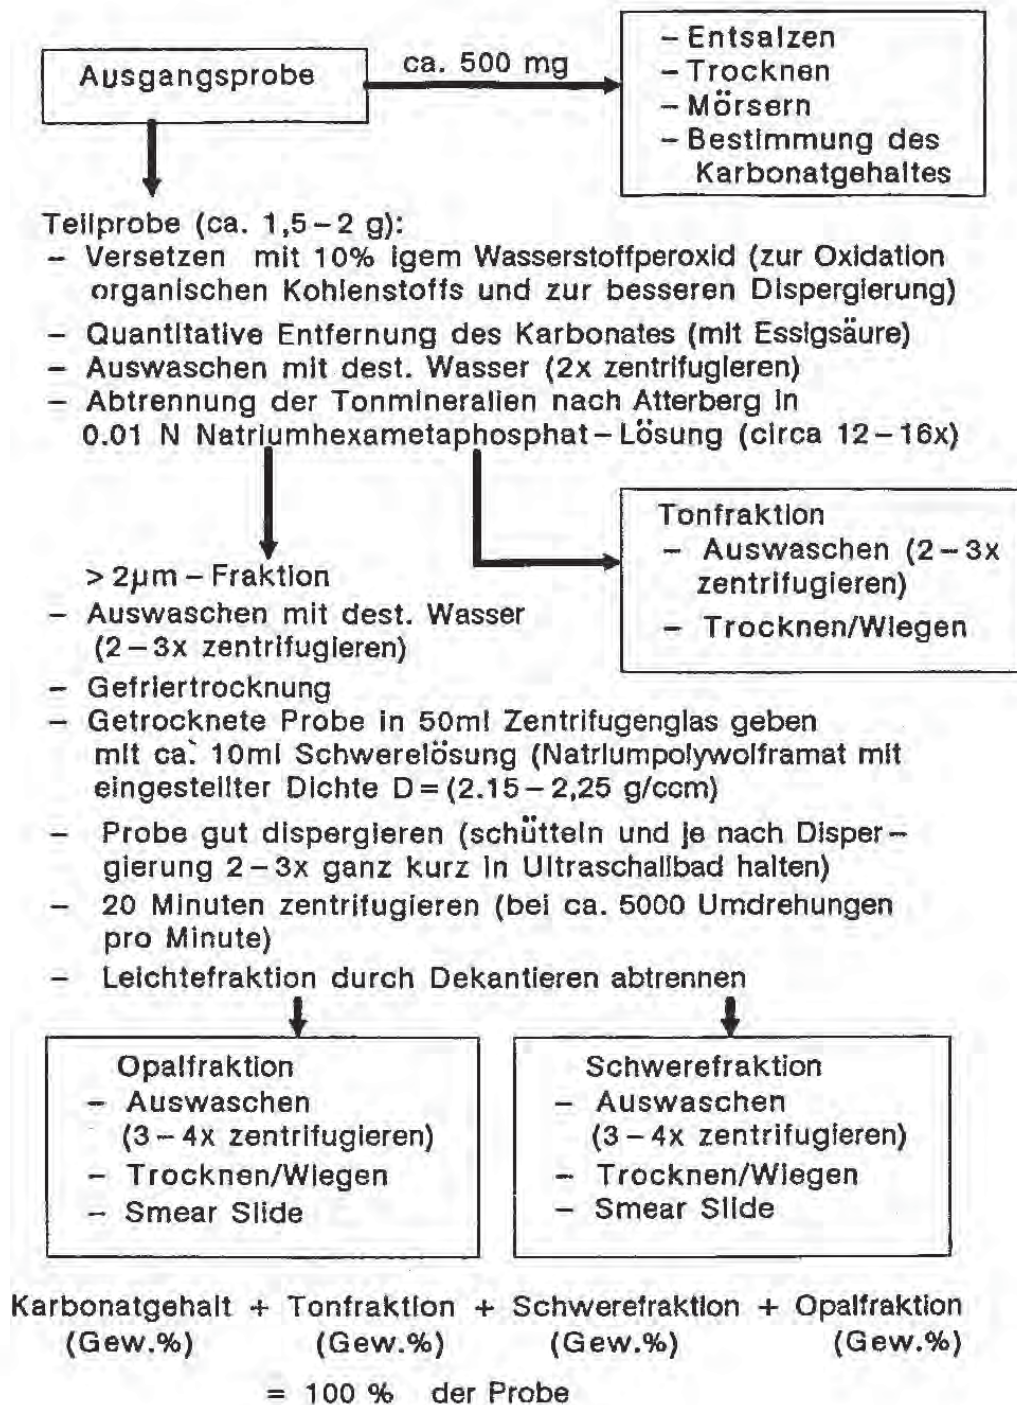 Ausgangsprobe
ca. 500 mg
– Entsalzen
– Trocknen
– Mörsern
– Bestimmung des
Karbonatgehaltes
Teilprobe (ca. 1,5 – 2 g):
– Versetzen mit 10% igem Wasserstoffperoxid (zur Oxidation
organischen Kohlenstoffs und zur besseren Dispergierung)
– Quantitative Entfernung des Karbonates (mit Essigsäure)
– Auswaschen mit dest. Wasser (2x zentrifugieren)
– Abtrennung der Tonmineralien nach Atterberg in
0.01 N Natriumhexametaphosphat – Lösung (circa 12 – 16x)
Tonfraktion
– Auswaschen (2 – 3x
zentrifugieren)
– Trocknen/Wiegen
> 2µm – Fraktion
– Auswaschen mit dest. Wasser
(2 – 3x zentrifugieren)
– Gefriertrocknung
– Getrocknete Probe in 50ml Zentrifugenglas geben
mit ca. 10ml Schwerelösung (Natriumpolywolframat mit
eingestellter Dichte D = (2.15 – 2,25 g/ccm)
– Probe gut dispergieren (schütteln und je nach Disper –
gierung 2 – 3x ganz kurz in Ultraschallbad halten)
– 20 Minuten zentrifugieren (bei ca. 5000 Umdrehungen
pro Minute)
– Leichtefraktion durch Dekantieren abtrennen
Opalfraktion
– Auswaschen
(3 – 4x zentrifugieren)
– Trocknen/Wiegen
– Smear Slide
Schwerefraktion
– Auswaschen
(3 – 4x zentrifugieren)
– Trocknen/Wiegen
– Smear Slide
Karbonatgehalt + Tonfraktion + Schwerefraktion + Opalfraktion
(Gew.%) (Gew.%) (Gew.%) (Gew.%)
= 100 % der Probe